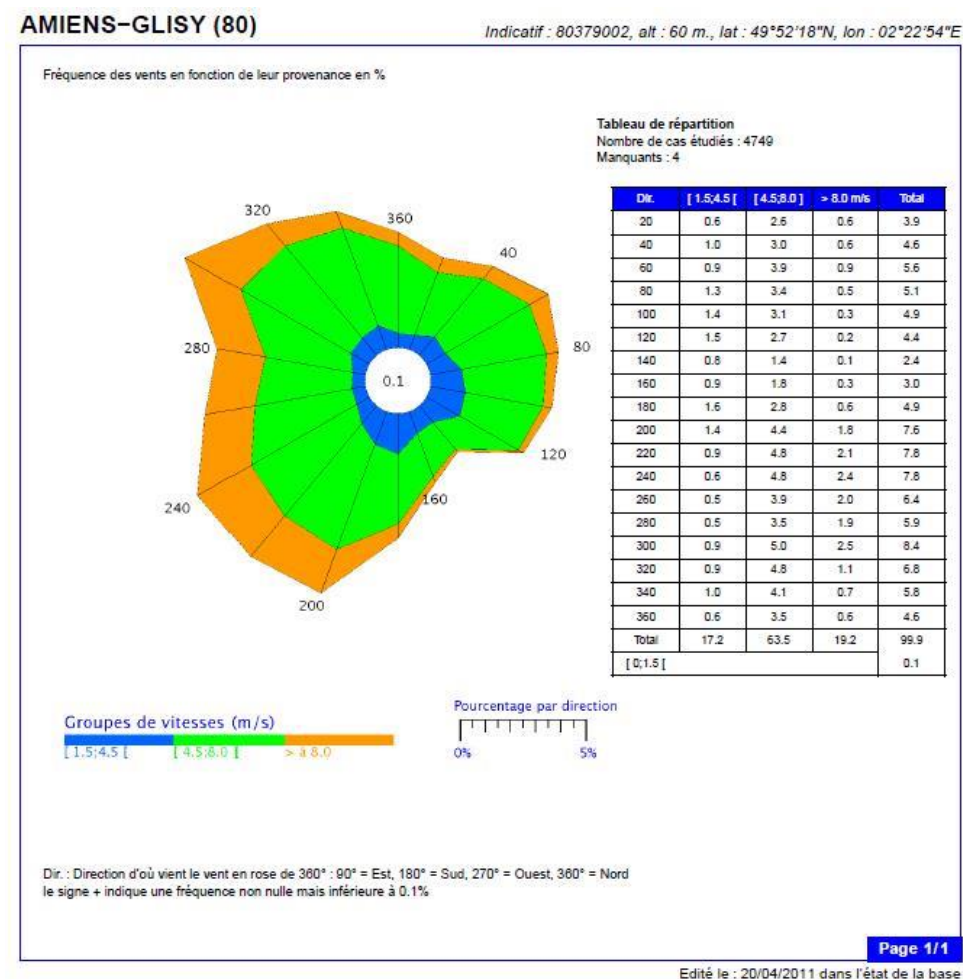 AMIENS–GLISY (80)
Indicatif : 80379002, alt : 60 m., lat : 49°52'18"N, lon : 02°22'54"E
Fréquence des vents en fonction de leur provenance en %
Tableau de répartition
Nombre de cas étudiés : 4749
Manquants : 4
320
360
40
280
0.1
80
120
240
160
200
Dir. [ 1.5;4.5 [ [ 4.5;8.0 ] > 8.0 m/s Total
20 0.6 2.6 0.6 3.9
40 1.0 3.0 0.6 4.6
60 0.9 3.9 0.9 5.6
80 1.3 3.4 0.5 5.1
100 1.4 3.1 0.3 4.9
120 1.5 2.7 0.2 4.4
140 0.8 1.4 0.1 2.4
160 0.9 1.8 0.3 3.0
180 1.6 2.8 0.6 4.9
200 1.4 4.4 1.8 7.6
220 0.9 4.8 2.1 7.8
240 0.6 4.8 2.4 7.8
260 0.5 3.9 2.0 6.4
280 0.5 3.5 1.9 5.9
300 0.9 5.0 2.5 8.4
320 0.9 4.8 1.1 6.8
340 1.0 4.1 0.7 5.8
360 0.6 3.5 0.6 4.6
Total 17.2 63.5 19.2 99.9
[ 0;1.5 [ 0.1
Groupes de vitesses (m/s)
[ 1.5;4.5 [ [ 4.5;8.0 [ > à 8.0
Pourcentage par direction
0% 5%
Dir. : Direction d'où vient le vent en rose de 360° : 90° = Est, 180° = Sud, 270° = Ouest, 360° = Nord
le signe + indique une fréquence non nulle mais inférieure à 0.1%
Page 1/1
Edité le : 20/04/2011 dans l'état de la base